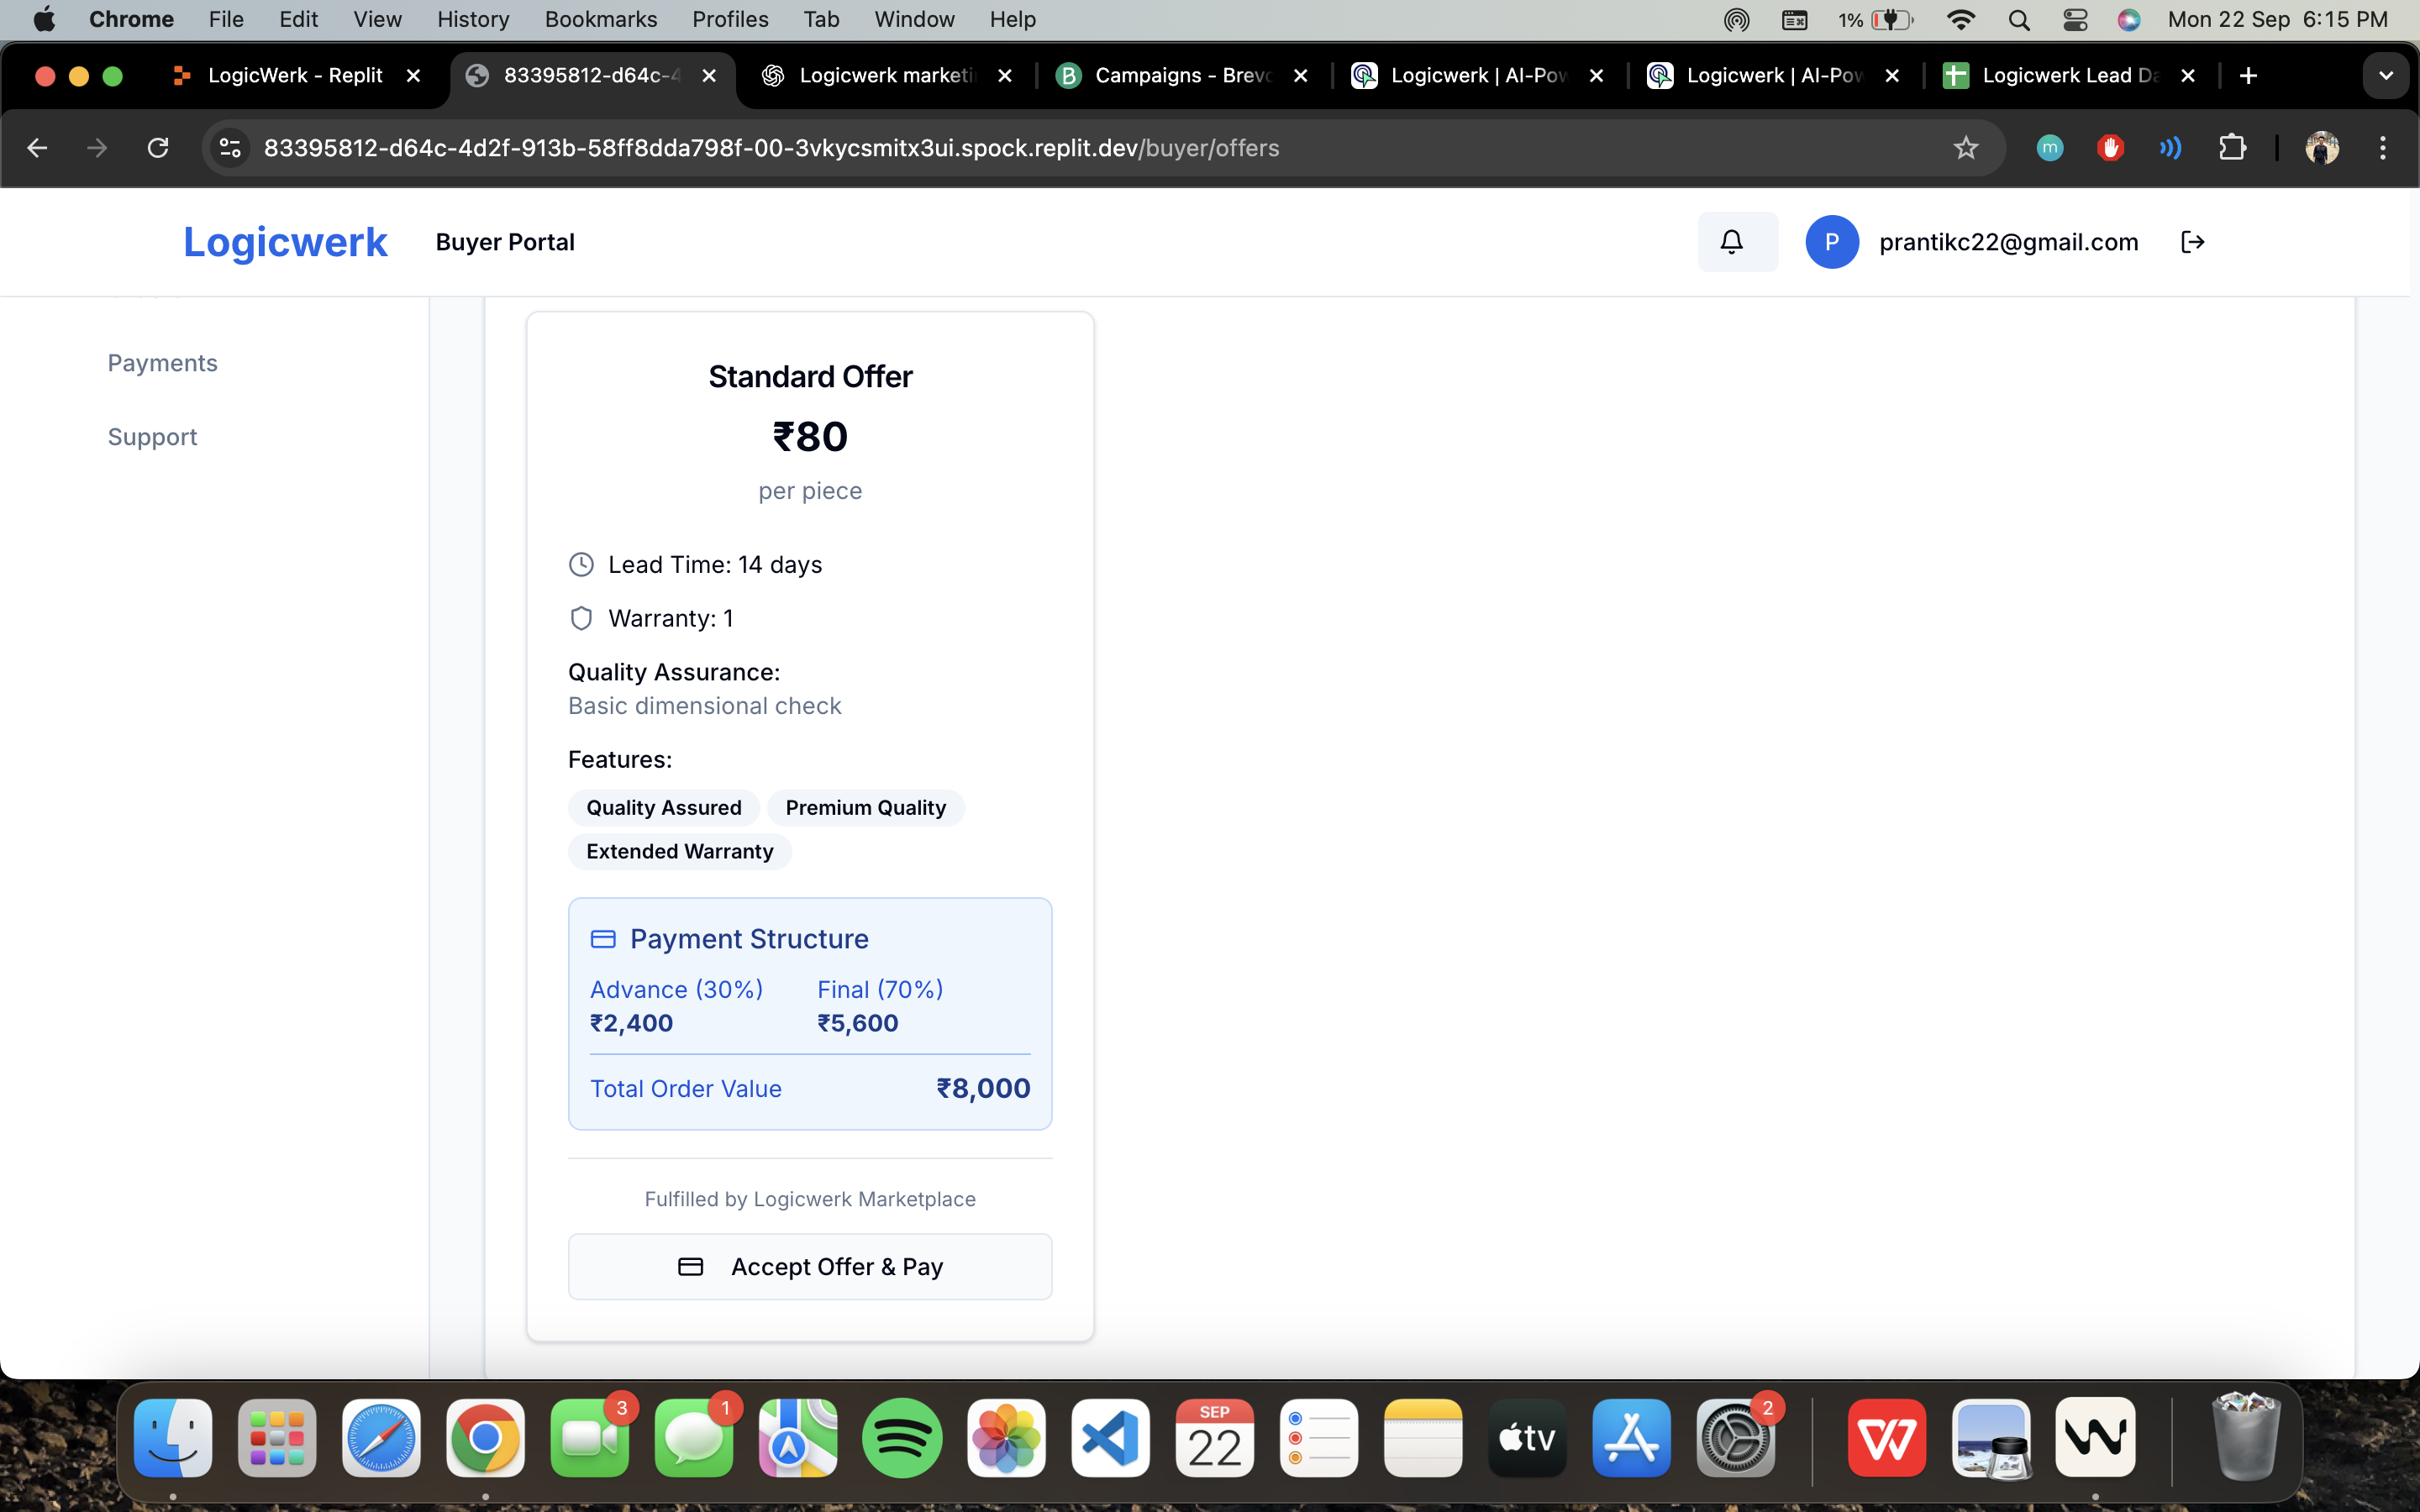 Chrome File Edit View History Bookmarks Profiles Tab Window Help 1% Mon 22 Sep 6:15 PM
LogicWerk - Replit 83395812-d64c-4 Logicwerk marketi Campaigns - Brevo Logicwerk | AI-Pow Logicwerk | AI-Pow Logicwerk Lead Da
83395812-d64c-4d2f-913b-58ff8dda798f-00-3vkycsmitx3ui.spock.replit.dev/buyer/offers m
Logicwerk Buyer Portal P prantikc22@gmail.com
Payments
Support
Standard Offer
₹80
per piece
Lead Time: 14 days
Warranty: 1
Quality Assurance:
Basic dimensional check
Features:
Quality Assured Premium Quality
Extended Warranty
Payment Structure
Advance (30%) Final (70%)
₹2,400 ₹5,600
Total Order Value ₹8,000
Fulfilled by Logicwerk Marketplace
Accept Offer & Pay
3 1 SEP 22 tv 2